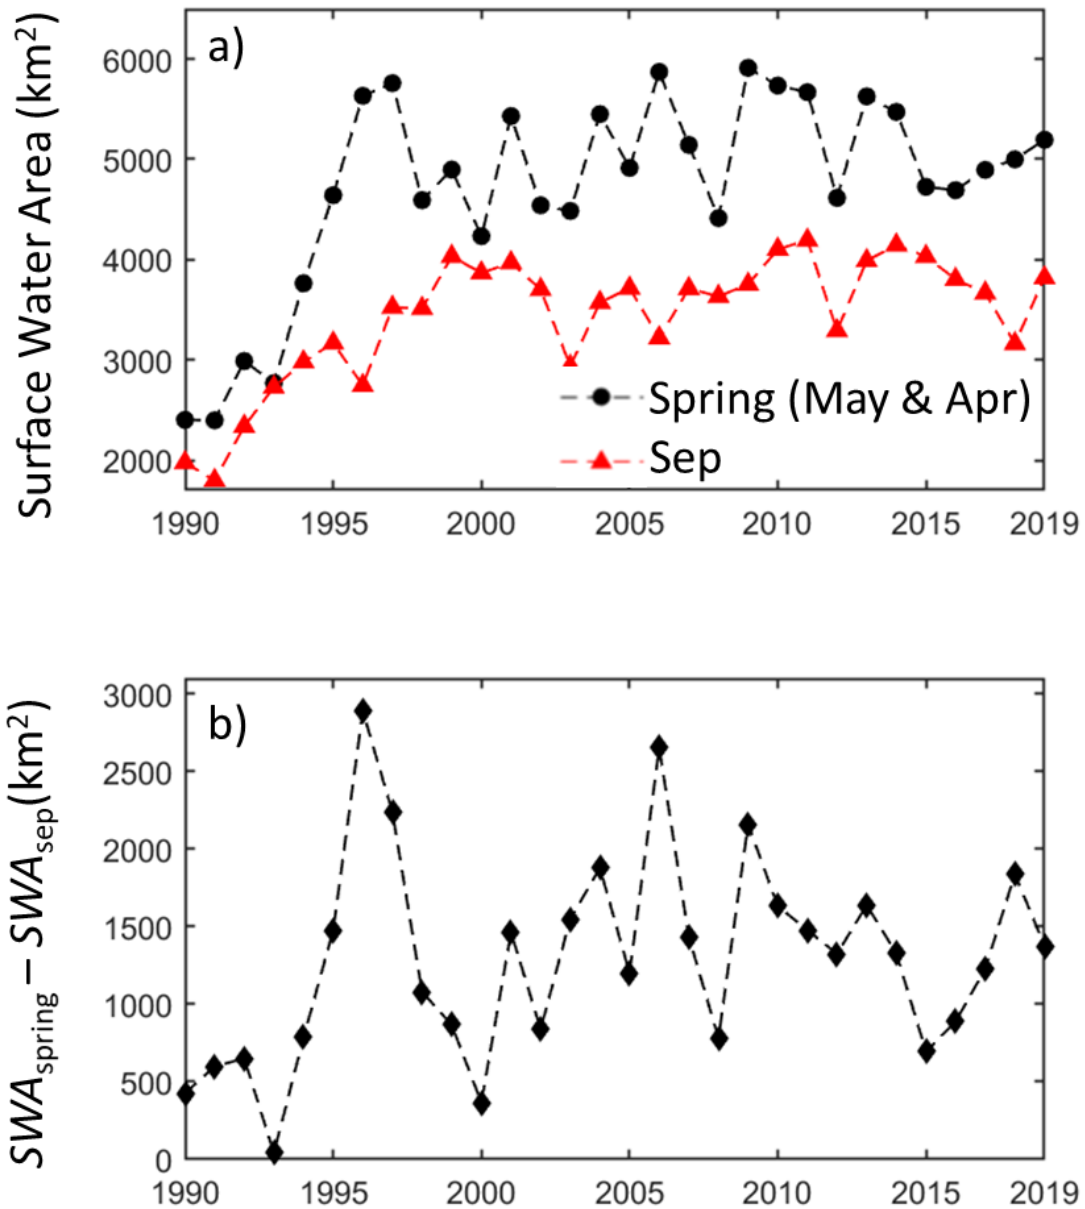 a)
Surface Water Area (km²)
6000
5000
4000
3000
2000
Spring (May & Apr)
Sep
1990 1995 2000 2005 2010 2015 2019
b)
SWAspring – SWAsep(km²)
3000
2500
2000
1500
1000
500
0
1990 1995 2000 2005 2010 2015 2019